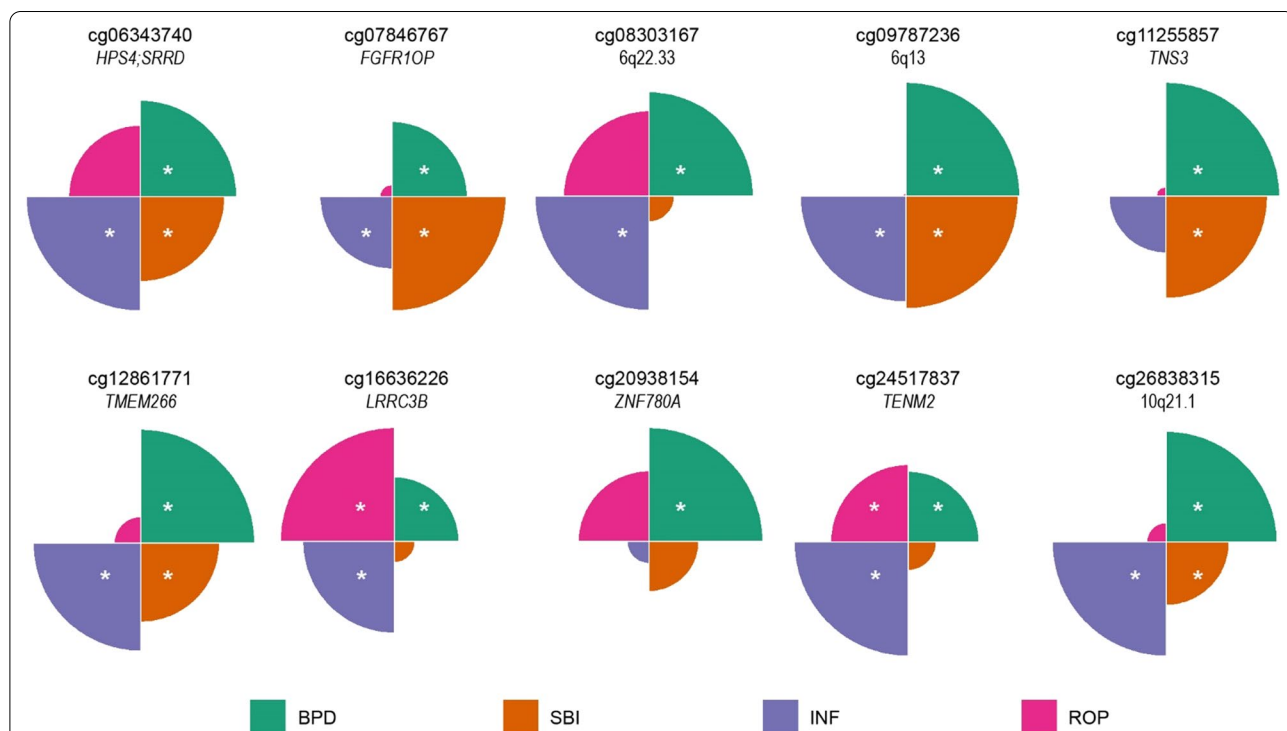 cg06343740 cg07846767 cg08303167 cg09787236 cg11255857
HPS4;SRRD FGFR1OP 6q22.33 6q13 TNS3
* * * * *
* * * * * * * *
cg12861771 cg16636226 cg20938154 cg24517837 cg26838315
TMEM266 LRRC3B ZNF780A TENM2 10q21.1
* * * * * *
* * * * * *
BPD SBI INF ROP